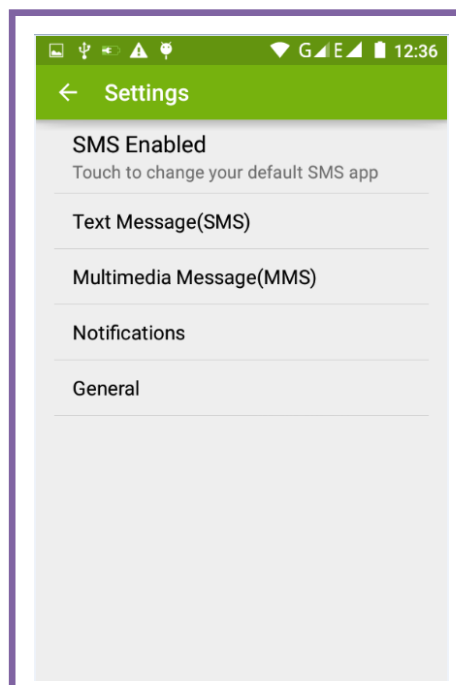 G E 12:36
Settings
SMS Enabled
Touch to change your default SMS app
Text Message(SMS)
Multimedia Message(MMS)
Notifications
General